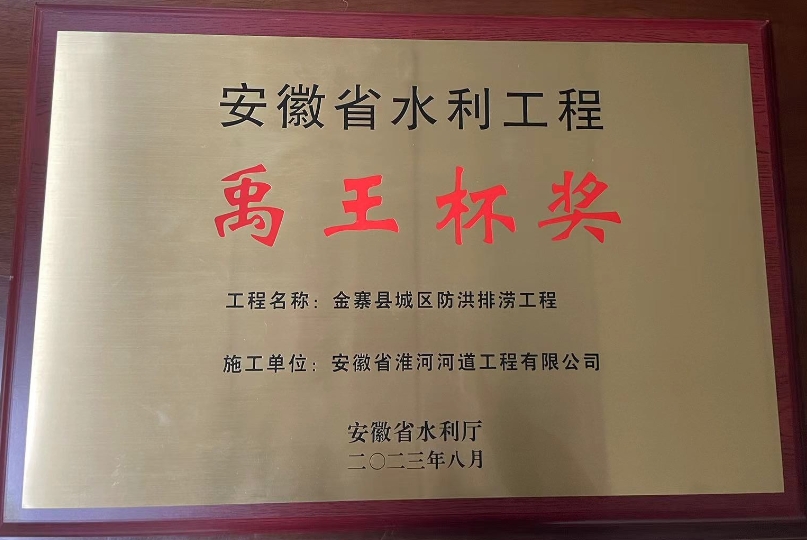 安徽省水利工程
禹王杯奖
工程名称：金寨县城区防洪排涝工程
施工单位：安徽省淮河河道工程有限公司
安徽省水利厅
二〇二三年八月